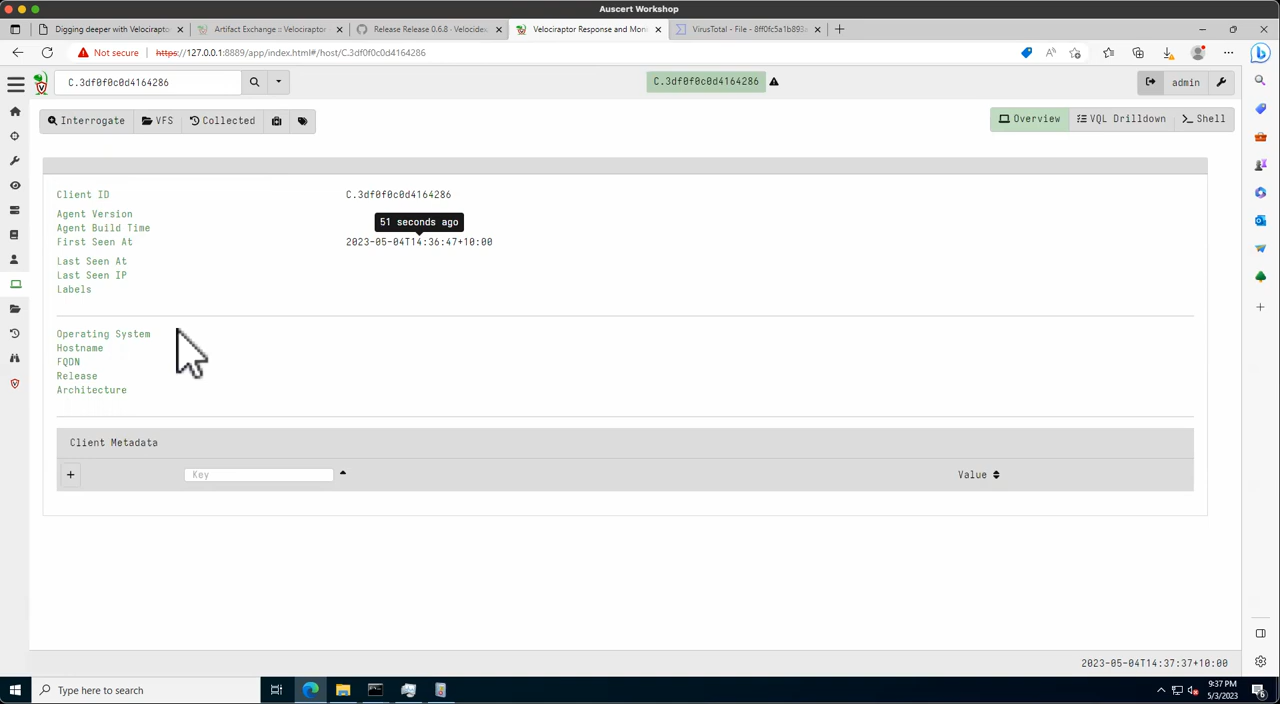 Auscert Workshop
Digging deeper with Velociraptor
Artifact Exchange :: Velociraptor
Release Release 0.6.8 · Velocidex
Velociraptor Response and Mon
VirusTotal - File - 8ff0fc5a1b893
Not secure
https://127.0.0.1:8889/app/index.html#/host/C.3df0f0c0d4164286
C.3df0f0c0d4164286
C.3df0f0c0d4164286
admin
Interrogate
VFS
Collected
Overview
VQL Drilldown
>_ Shell
Client ID
C.3df0f0c0d4164286
Agent Version
51 seconds ago
Agent Build Time
First Seen At
2023-05-04T14:36:47+10:00
Last Seen At
Last Seen IP
Labels
Operating System
Hostname
FQDN
Release
Architecture
Client Metadata
Key
Value
2023-05-04T14:37:37+10:00
Type here to search
9:37 PM
5/3/2023